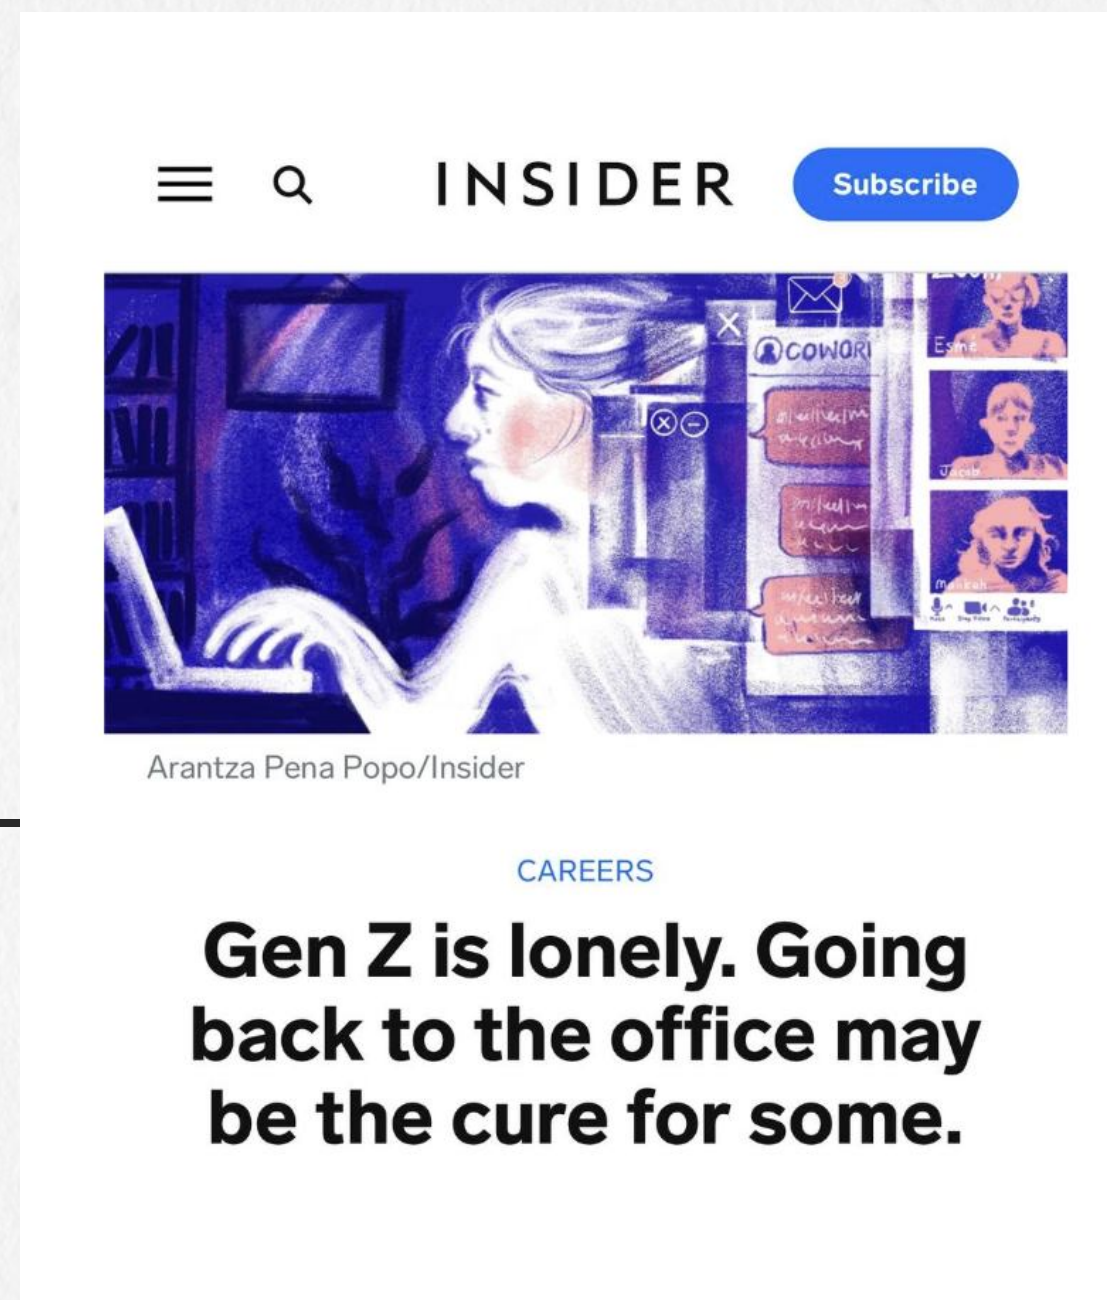 INSIDER
Subscribe
COWOR
Esme
Jacob
Arantza Pena Popo/Insider
CAREERS
Gen Z is lonely. Going
back to the office may
be the cure for some.